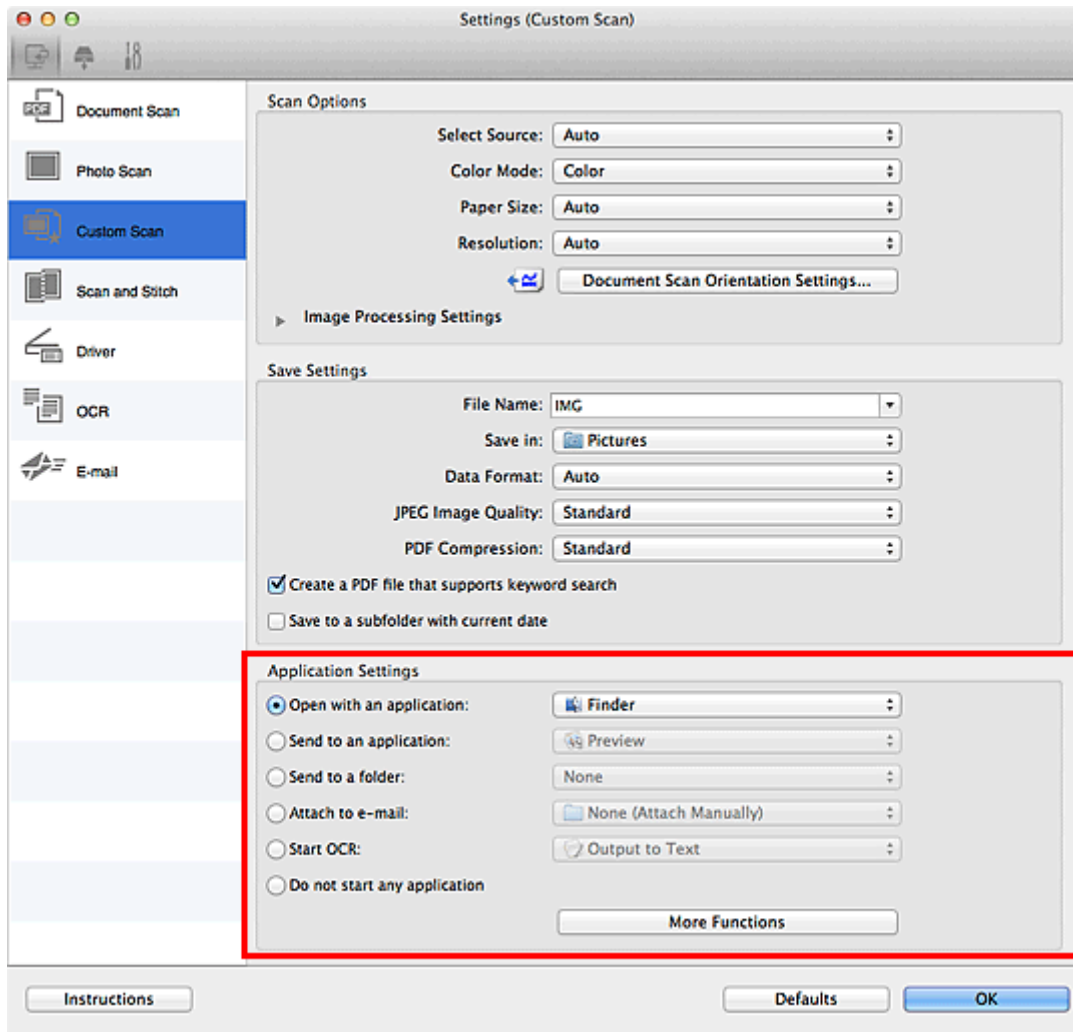 Settings (Custom Scan)
Document Scan
Photo Scan
Custom Scan
Scan and Stitch
Driver
OCR
E-mail
Scan Options
Select Source: Auto
Color Mode: Color
Paper Size: Auto
Resolution: Auto
Document Scan Orientation Settings...
Image Processing Settings
Save Settings
File Name: IMG
Save in: Pictures
Data Format: Auto
JPEG Image Quality: Standard
PDF Compression: Standard
Create a PDF file that supports keyword search
Save to a subfolder with current date
Application Settings
Open with an application: Finder
Send to an application: Preview
Send to a folder: None
Attach to e-mail: None (Attach Manually)
Start OCR: Output to Text
Do not start any application
More Functions
Instructions Defaults OK